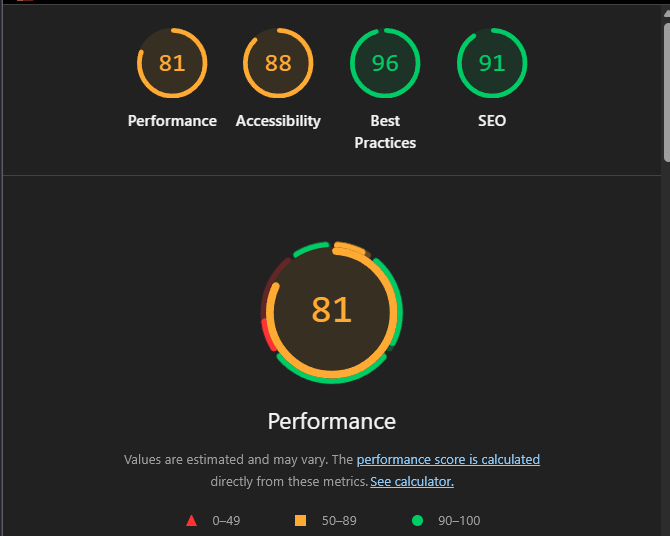 81 88 96 91
Performance Accessibility Best Practices SEO
81
Performance
Values are estimated and may vary. The performance score is calculated
directly from these metrics. See calculator.
0–49 50–89 90–100